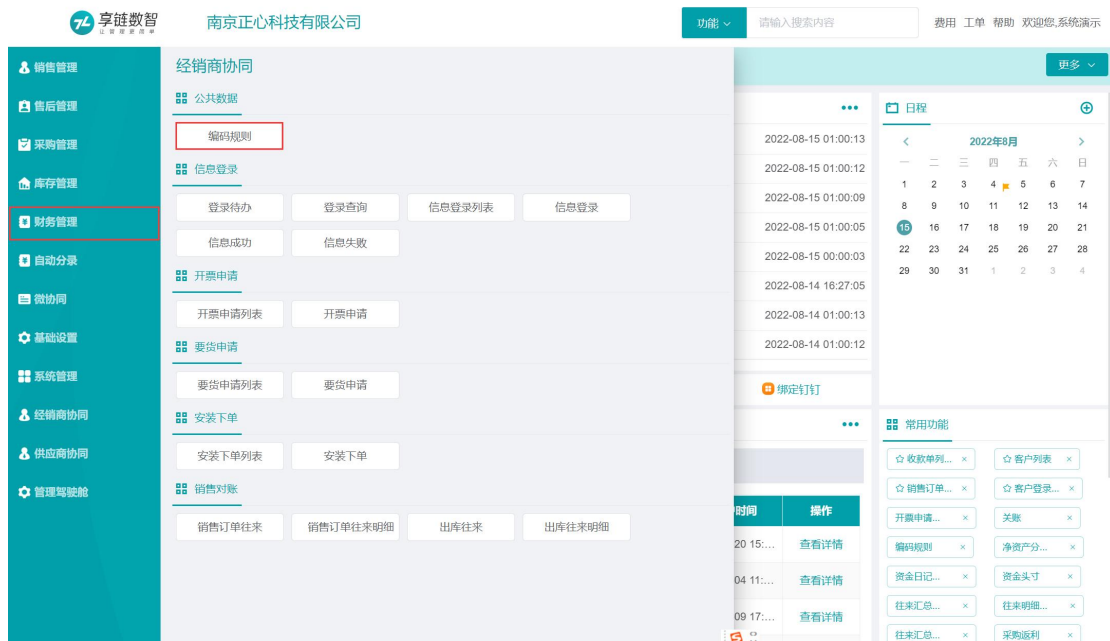 享链数智
让管理更简单
南京正心科技有限公司
功能
请输入搜索内容
费用 工单 帮助 欢迎您,系统演示
销售管理
售后管理
采购管理
库存管理
财务管理
自动分录
微协同
基础设置
系统管理
经销商协同
供应商协同
管理驾驶舱
经销商协同
公共数据
编码规则
信息登录
登录待办 登录查询 信息登录列表 信息登录
信息成功 信息失败
开票申请
开票申请列表 开票申请
要货申请
要货申请列表 要货申请
安装下单
安装下单列表 安装下单
销售对账
销售订单往来 销售订单往来明细 出库往来 出库往来明细
更多
2022-08-15 01:00:13
2022-08-15 01:00:12
2022-08-15 01:00:09
2022-08-15 01:00:05
2022-08-15 00:00:03
2022-08-14 16:27:05
2022-08-14 01:00:13
2022-08-14 01:00:12
绑定钉钉
时间 操作
20 15:... 查看详情
04 11:... 查看详情
09 17:... 查看详情
日程
2022年8月
一 二 三 四 五 六 日
1 2 3 4 5 6 7
8 9 10 11 12 13 14
15 16 17 18 19 20 21
22 23 24 25 26 27 28
29 30 31 1 2 3 4
常用功能
收款单列... × 客户列表 ×
销售订单... × 客户登录... ×
开票申请... × 关账 ×
编码规则 × 净资产分... ×
资金日记... × 资金头寸 ×
往来汇总... × 往来明细... ×
往来汇总... × 采购返利 ×